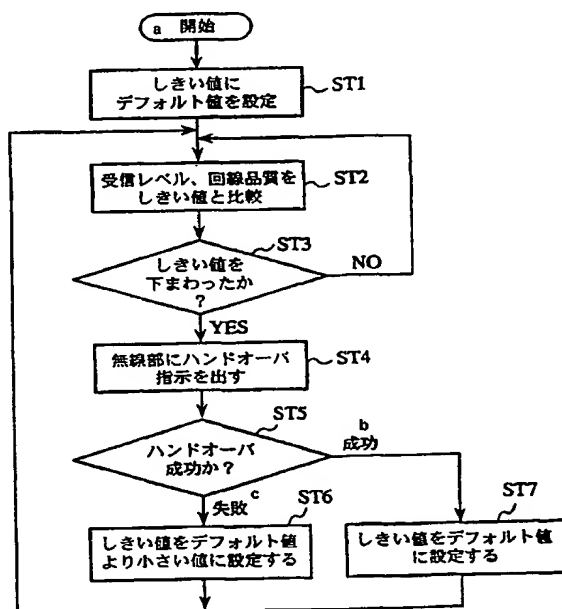 a 開始
しきい値に
デフォルト値を設定
ST1
受信レベル、回線品質を
しきい値と比較
ST2
ST3
しきい値を
下まわったか
?
NO
YES
無線部にハンドオーバ
指示を出す
ST4
ST5
ハンドオーバ
成功か?
b
成功
c
失敗
ST6
しきい値をデフォルト値
より小さい値に設定する
ST7
しきい値をデフォルト値
に設定する